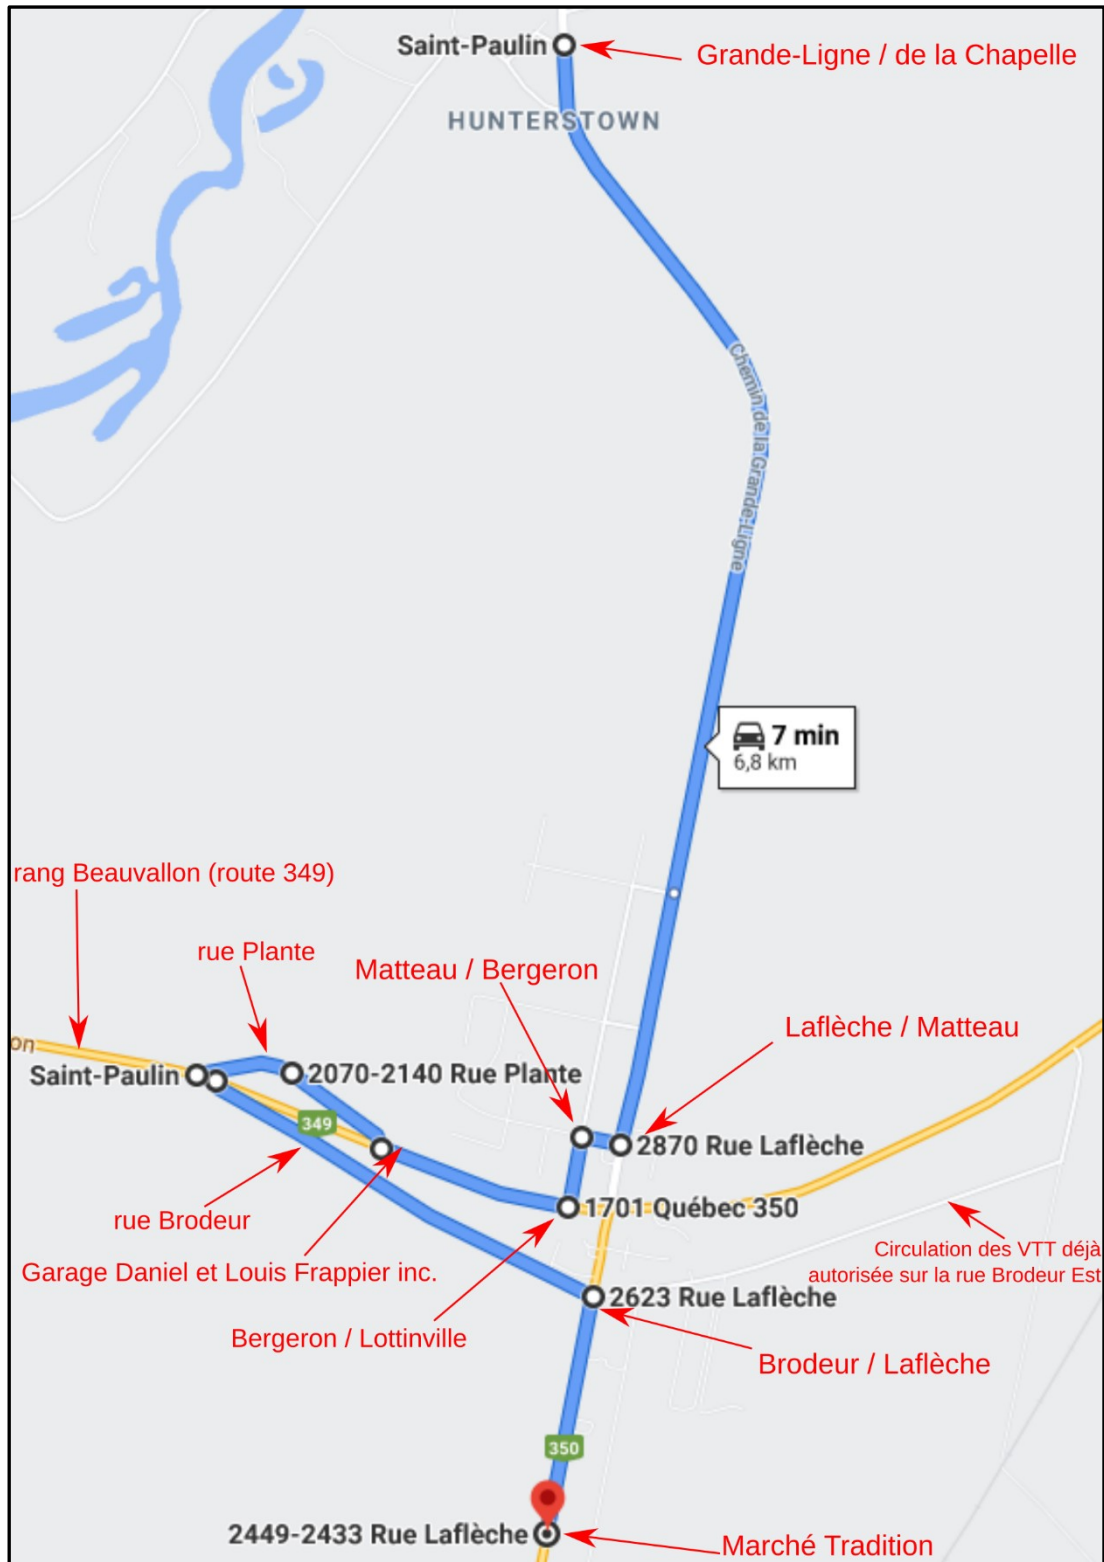 Saint-Paulin
Grande-Ligne / de la Chapelle
HUNTERSTOWN
Chemin de la Grande-Ligne
7 min
6,8 km
rang Beauvallon (route 349)
rue Plante
Matteau / Bergeron
Laflèche / Matteau
on
Saint-Paulin
2070-2140 Rue Plante
349
2870 Rue Laflèche
1701 Québec 350
rue Brodeur
Circulation des VTT déjà
autorisée sur la rue Brodeur Est
Garage Daniel et Louis Frappier inc.
2623 Rue Laflèche
Bergeron / Lottinville
Brodeur / Laflèche
350
2449-2433 Rue Laflèche
Marché Tradition